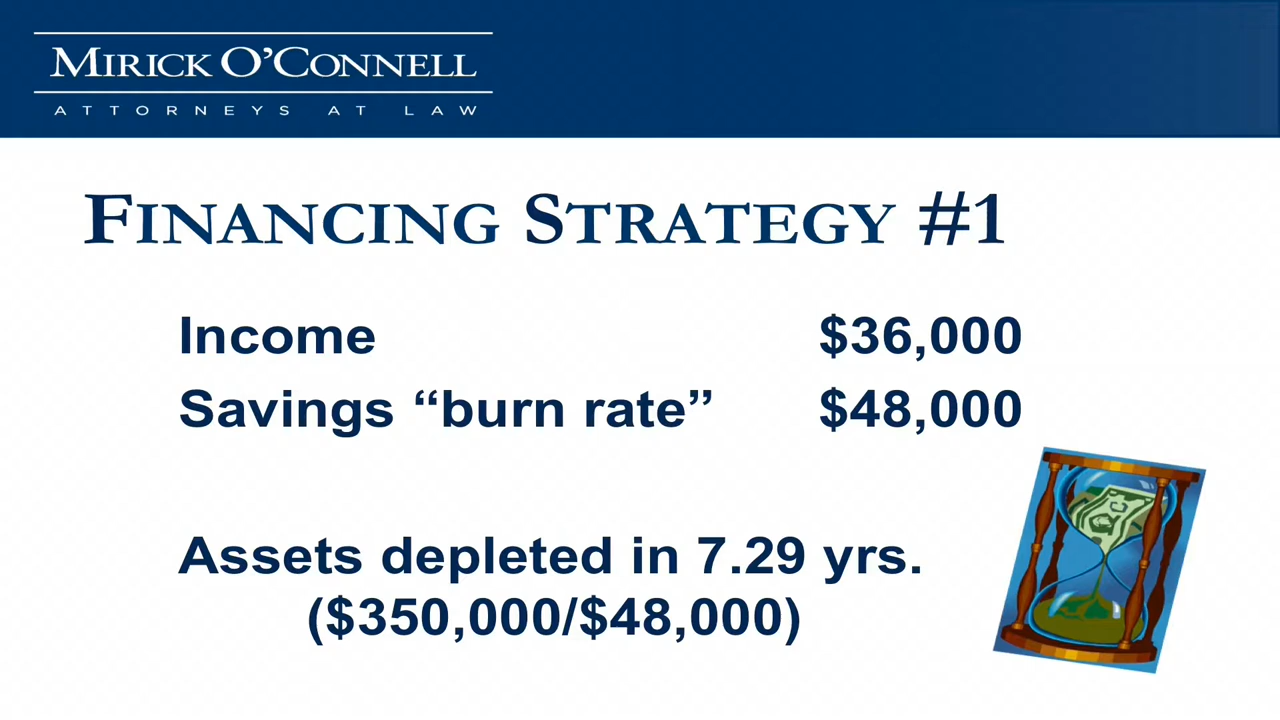 MIRICK O’CONNELL
ATTORNEYS AT LAW
FINANCING STRATEGY #1
Income $36,000
Savings “burn rate” $48,000
Assets depleted in 7.29 yrs.
($350,000/$48,000)